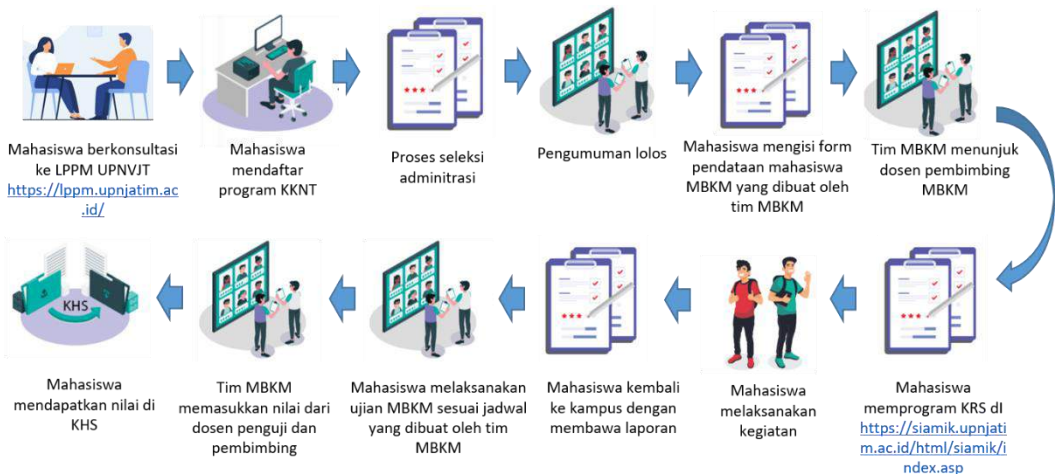 Mahasiswa berkonsultasi
ke LPPM UPNVJT
https://lppm.upnjatim.ac
.id/
Mahasiswa
mendaftar
program KKNT
Proses seleksi
adminitrasi
Pengumuman lolos
Mahasiswa mengisi form
pendataan mahasiswa
MBKM yang dibuat oleh
tim MBKM
Tim MBKM menunjuk
dosen pembimbing
MBKM
Mahasiswa
memprogram KRS dI
https://siamik.upnjati
m.ac.id/html/siamik/i
ndex.asp
Mahasiswa
melaksanakan
kegiatan
Mahasiswa kembali
ke kampus dengan
membawa laporan
Mahasiswa melaksanakan
ujian MBKM sesuai jadwal
yang dibuat oleh tim
MBKM
Tim MBKM
memasukkan nilai dari
dosen penguji dan
pembimbing
KHS
Mahasiswa
mendapatkan nilai di
KHS